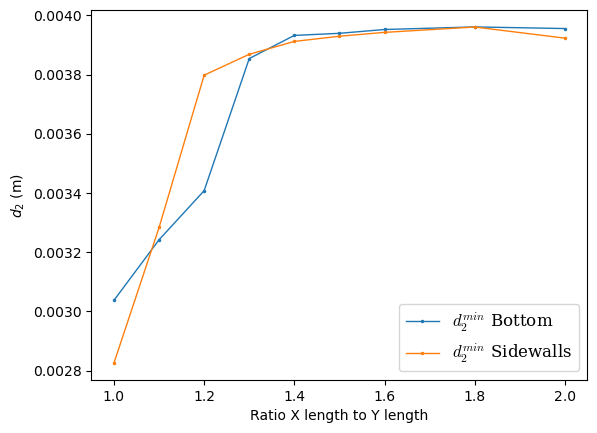 0.0040
0.0038
0.0036
0.0034
0.0032
0.0030
0.0028
d₂ (m)
d₂ᵐⁱⁿ Bottom
d₂ᵐⁱⁿ Sidewalls
1.0 1.2 1.4 1.6 1.8 2.0
Ratio X length to Y length